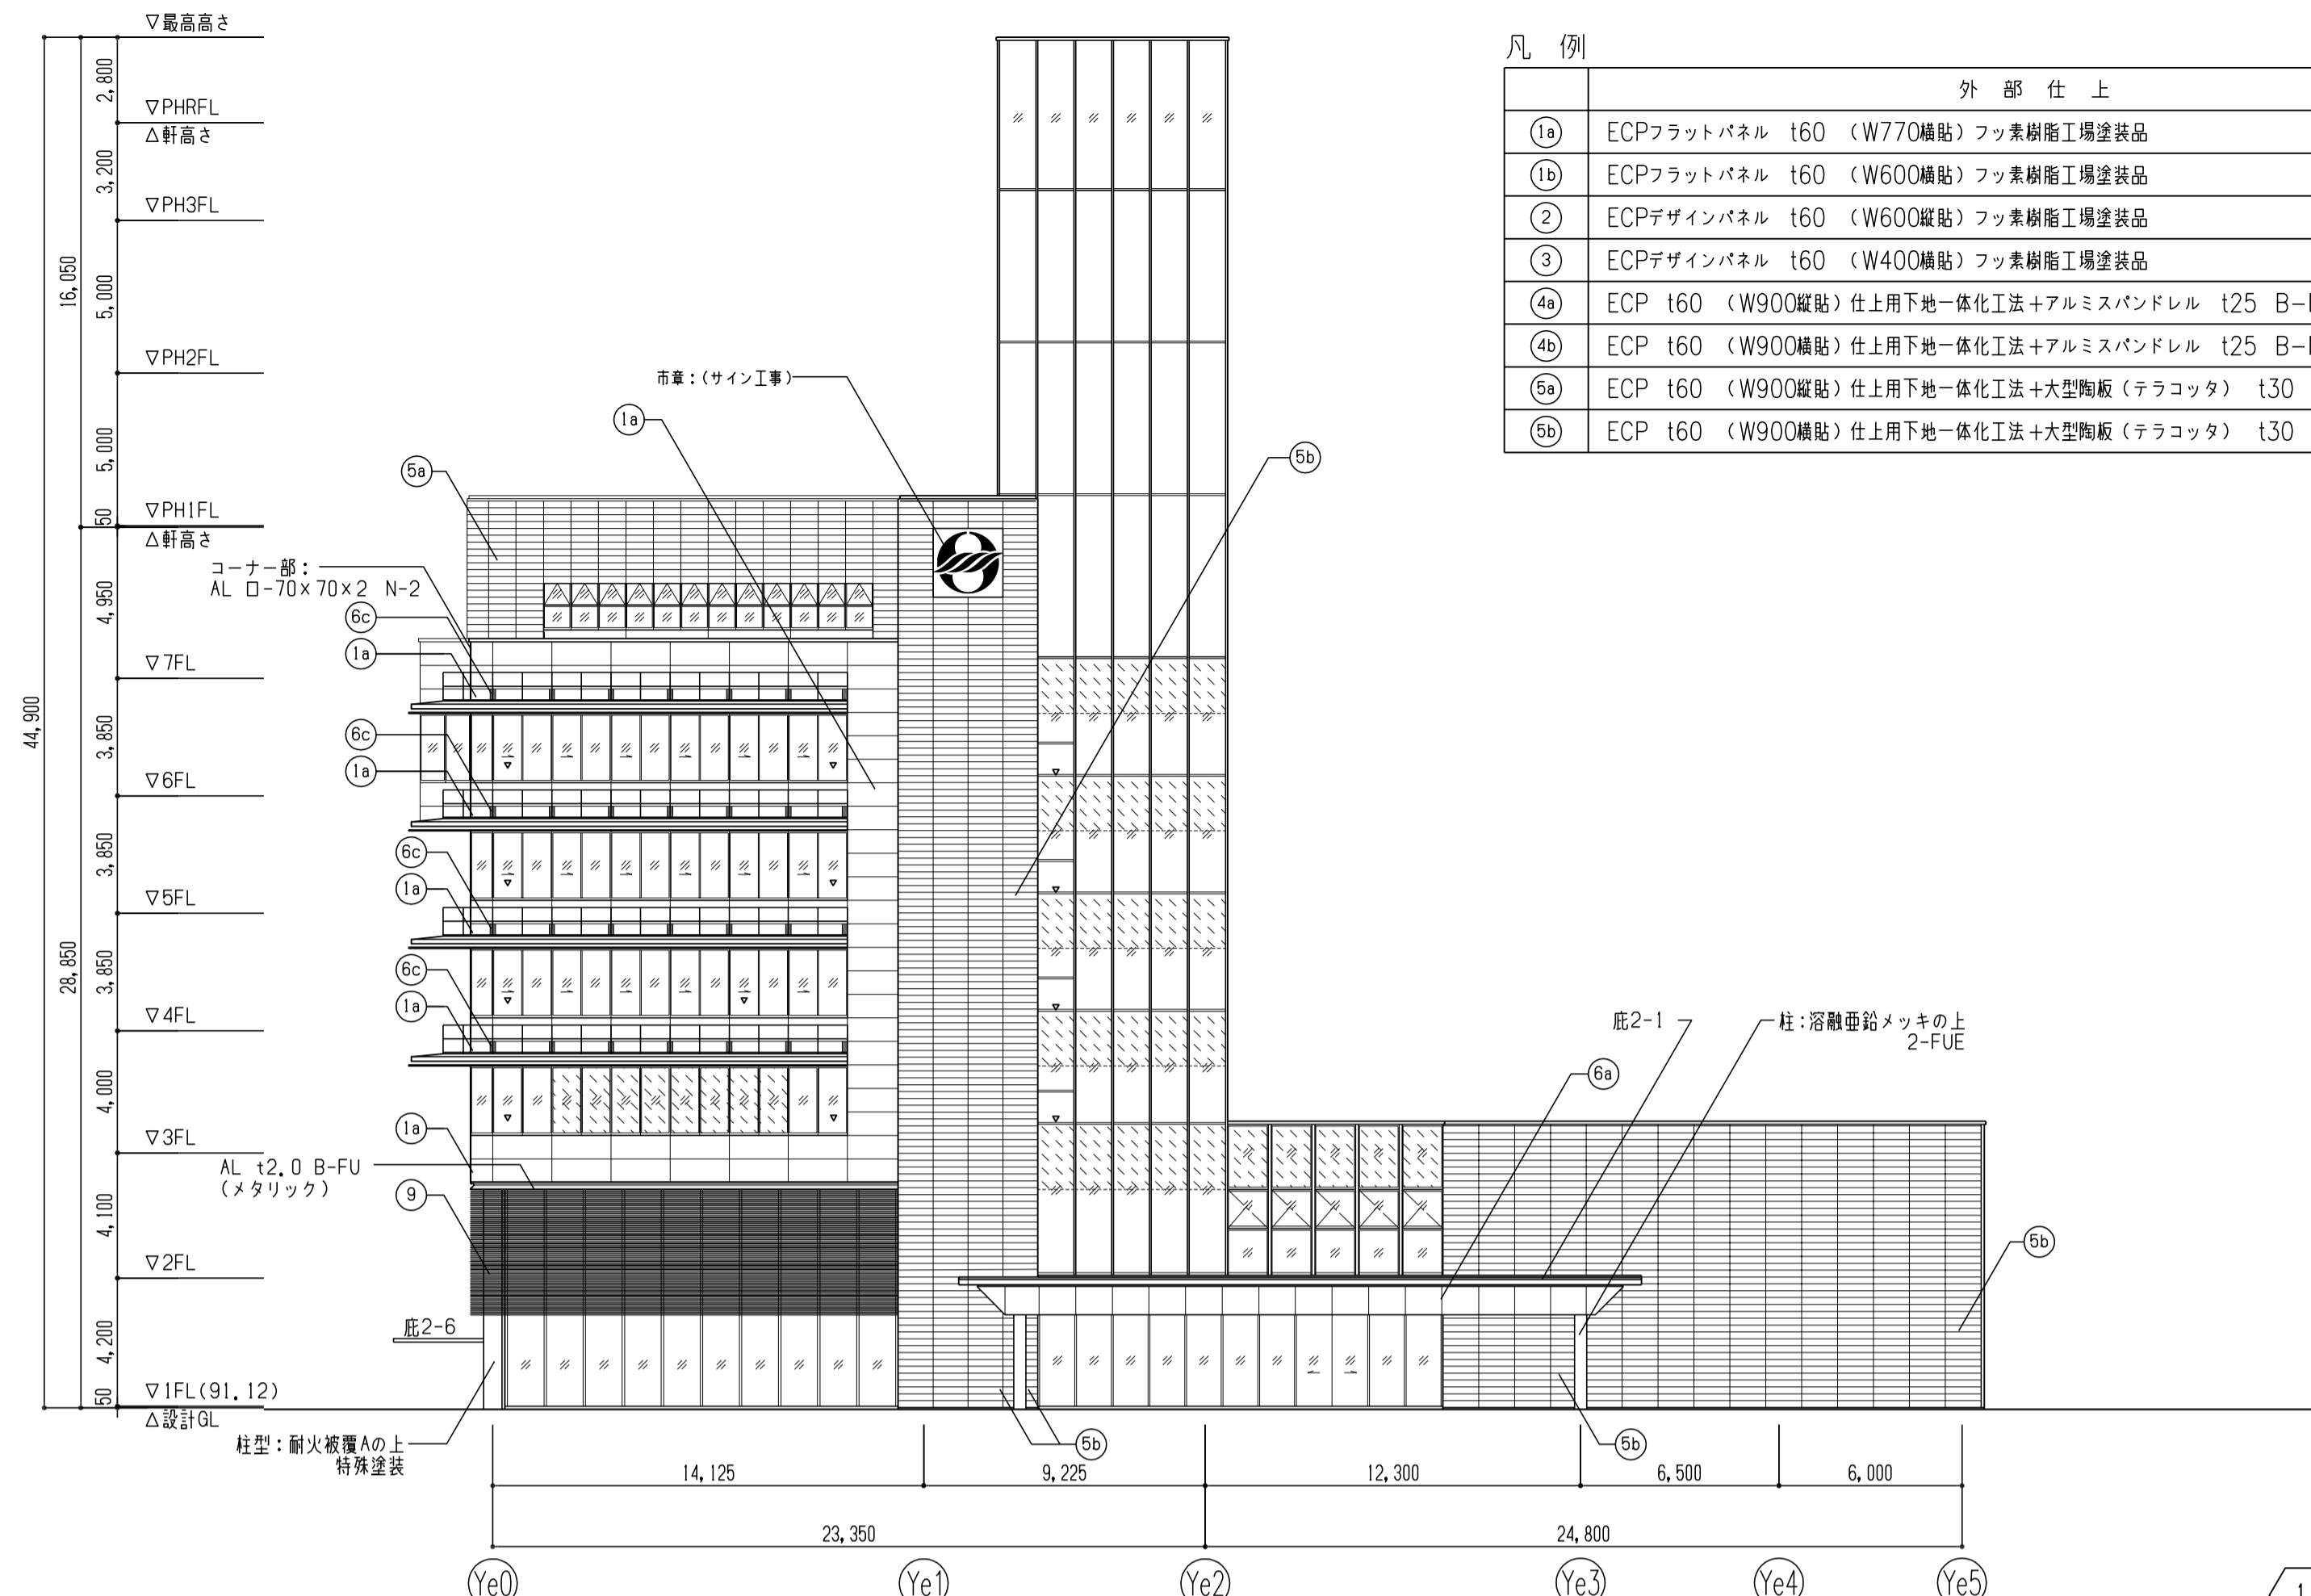 ▽最高高さ
2,800
▽PHRFL
△軒高さ
3,200
▽PH3FL
5,000
16,050
▽PH2FL
5,000
▽PH1FL
50
△軒高さ
4,950
▽7FL
44,900
3,850
▽6FL
3,850
▽5FL
28,850
3,850
▽4FL
4,000
▽3FL
4,100
▽2FL
4,200
50
▽1FL(91.12)
△設計GL
市章：(サイン工事)
1a
5a
5b
コーナー部：
AL ロ-70×70×2 N-2
6c
1a
6c
1a
6c
1a
6c
1a
1a
AL t2.0 B-FU
(メタリック)
9
庇2-6
柱型：耐火被覆Aの上
特殊塗装
庇2-1
柱：溶融亜鉛メッキの上
2-FUE
6a
5b
5b
5b
14,125
9,225
12,300
6,500
6,000
23,350
24,800
Ye0
Ye1
Ye2
Ye3
Ye4
Ye5
凡 例
外 部 仕 上
1a ECPフラットパネル t60 (W770横貼) フッ素樹脂工場塗装品
1b ECPフラットパネル t60 (W600横貼) フッ素樹脂工場塗装品
2 ECPデザインパネル t60 (W600縦貼) フッ素樹脂工場塗装品
3 ECPデザインパネル t60 (W400横貼) フッ素樹脂工場塗装品
4a ECP t60 (W900縦貼) 仕上用下地一体化工法+アルミスパンドレル t25
4b ECP t60 (W900横貼) 仕上用下地一体化工法+アルミスパンドレル t25
5a ECP t60 (W900縦貼) 仕上用下地一体化工法+大型陶板 (テラコッタ) t30
5b ECP t60 (W900横貼) 仕上用下地一体化工法+大型陶板 (テラコッタ) t30